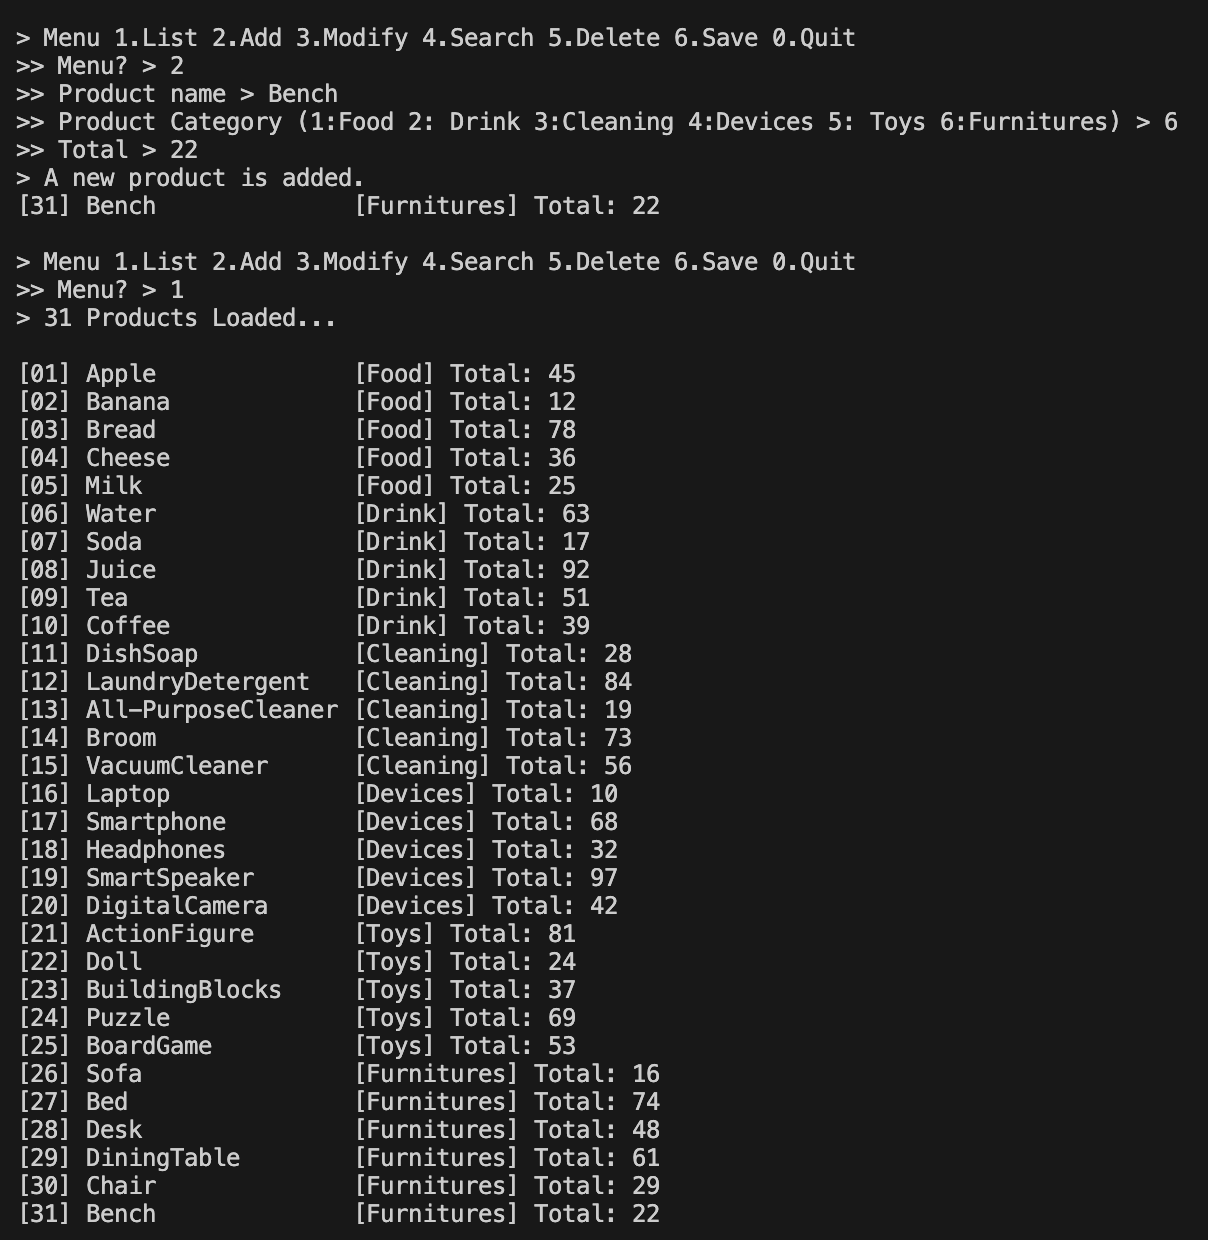 > Menu 1.List 2.Add 3.Modify 4.Search 5.Delete 6.Save 0.Quit
>> Menu? > 2
>> Product name > Bench
>> Product Category (1:Food 2: Drink 3:Cleaning 4:Devices 5: Toys 6:Furnitures) > 6
>> Total > 22
> A new product is added.
[31] Bench              [Furnitures] Total: 22

> Menu 1.List 2.Add 3.Modify 4.Search 5.Delete 6.Save 0.Quit
>> Menu? > 1
> 31 Products Loaded...

[01] Apple              [Food] Total: 45
[02] Banana             [Food] Total: 12
[03] Bread              [Food] Total: 78
[04] Cheese             [Food] Total: 36
[05] Milk               [Food] Total: 25
[06] Water              [Drink] Total: 63
[07] Soda               [Drink] Total: 17
[08] Juice              [Drink] Total: 92
[09] Tea                [Drink] Total: 51
[10] Coffee             [Drink] Total: 39
[11] DishSoap           [Cleaning] Total: 28
[12] LaundryDetergent   [Cleaning] Total: 84
[13] All-PurposeCleaner [Cleaning] Total: 19
[14] Broom              [Cleaning] Total: 73
[15] VacuumCleaner      [Cleaning] Total: 56
[16] Laptop             [Devices] Total: 10
[17] Smartphone         [Devices] Total: 68
[18] Headphones         [Devices] Total: 32
[19] SmartSpeaker       [Devices] Total: 97
[20] DigitalCamera      [Devices] Total: 42
[21] ActionFigure       [Toys] Total: 81
[22] Doll               [Toys] Total: 24
[23] BuildingBlocks     [Toys] Total: 37
[24] Puzzle             [Toys] Total: 69
[25] BoardGame          [Toys] Total: 53
[26] Sofa               [Furnitures] Total: 16
[27] Bed                [Furnitures] Total: 74
[28] Desk               [Furnitures] Total: 48
[29] DiningTable        [Furnitures] Total: 61
[30] Chair              [Furnitures] Total: 29
[31] Bench              [Furnitures] Total: 22